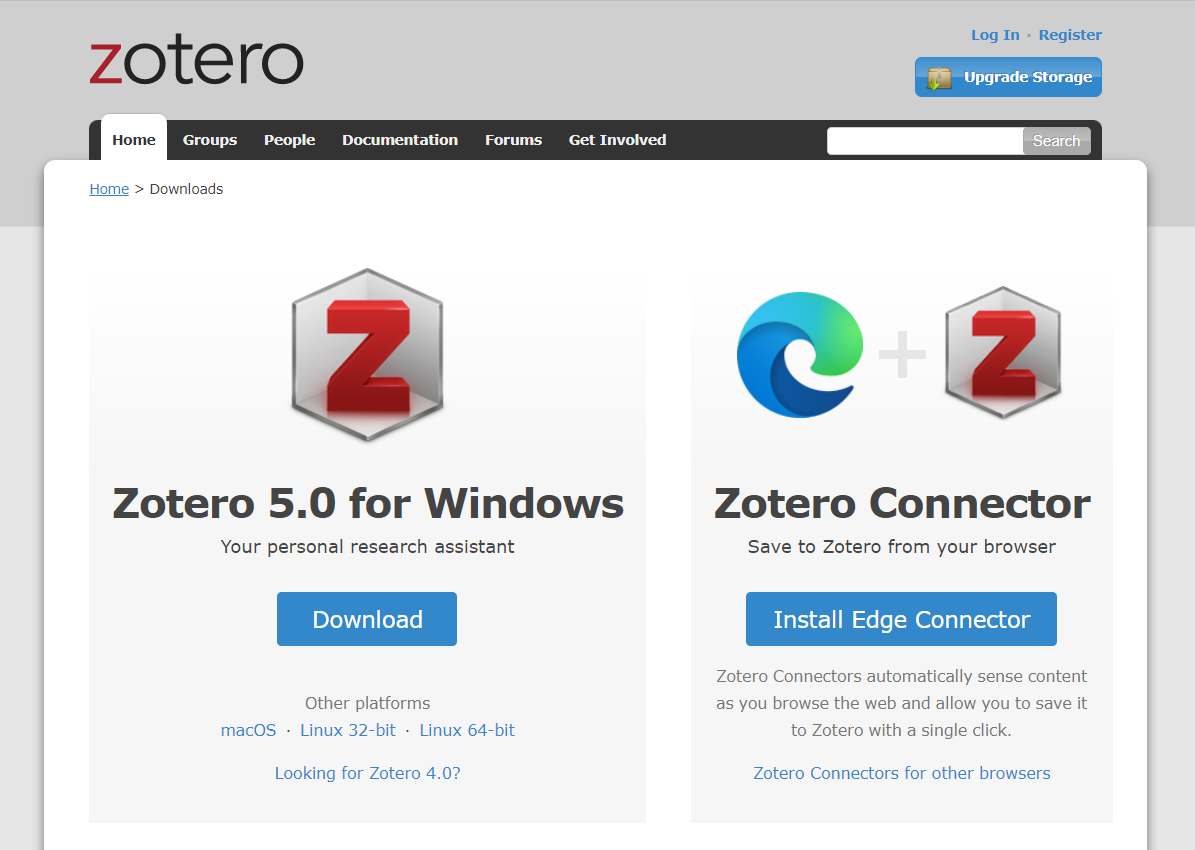 zotero
Log In · Register
Upgrade Storage
Home Groups People Documentation Forums Get Involved Search
Home > Downloads
Z
Z
Zotero 5.0 for Windows
Your personal research assistant
Download
Other platforms
macOS · Linux 32-bit · Linux 64-bit
Looking for Zotero 4.0?
Zotero Connector
Save to Zotero from your browser
Install Edge Connector
Zotero Connectors automatically sense content
as you browse the web and allow you to save it
to Zotero with a single click.
Zotero Connectors for other browsers